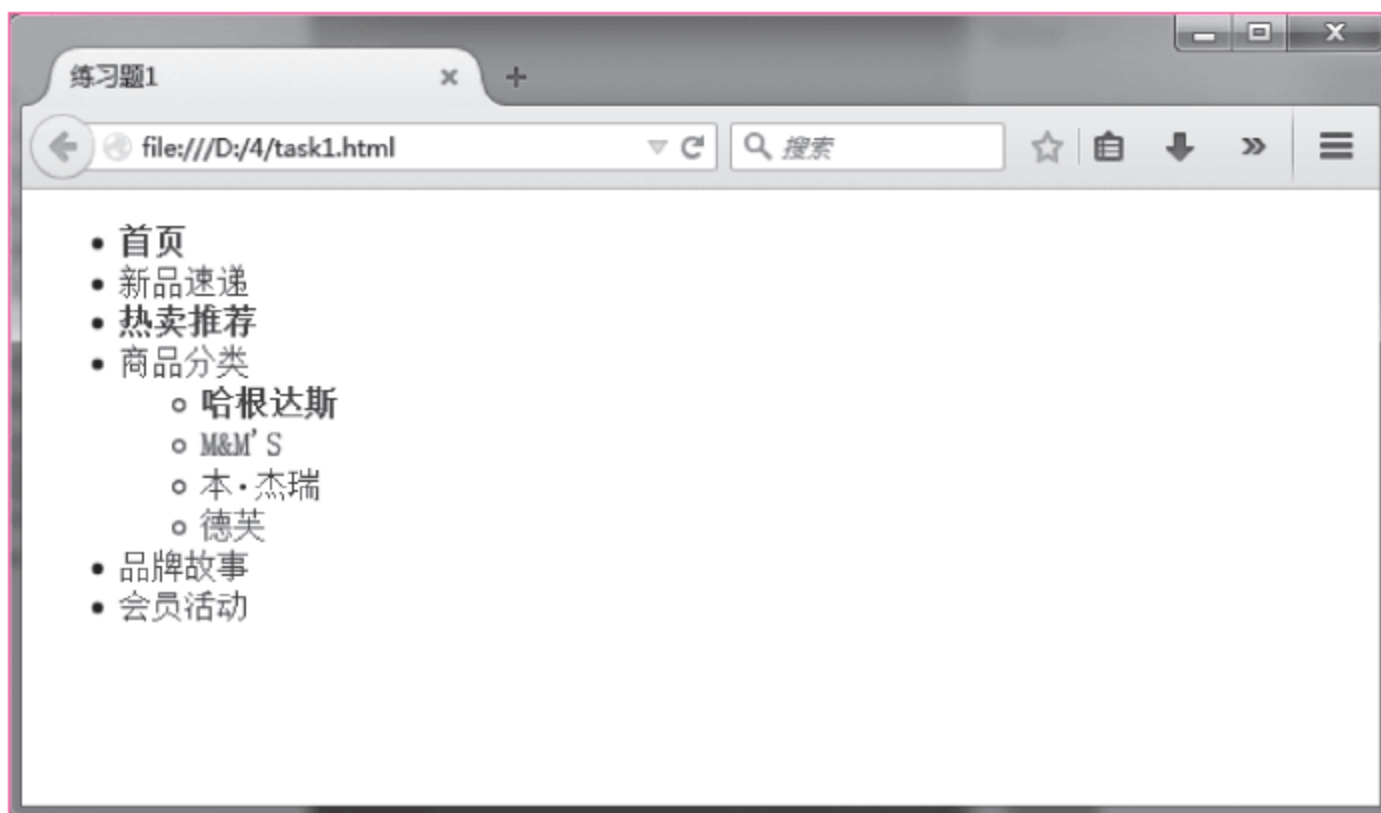 练习题1
file:///D:/4/task1.html
搜索
首页
新品速递
热卖推荐
商品分类
哈根达斯
M&M'S
本·杰瑞
德芙
品牌故事
会员活动